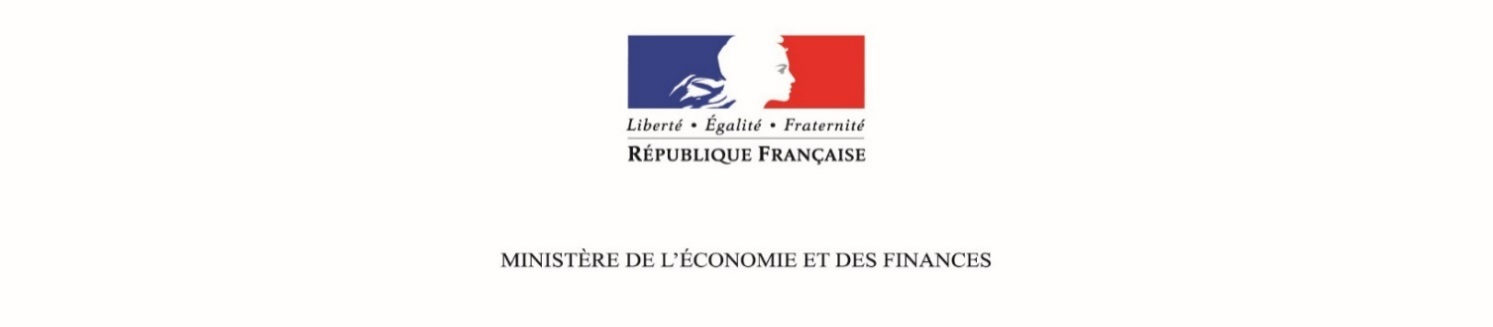 Liberté • Égalité • Fraternité
RÉPUBLIQUE FRANÇAISE
MINISTÈRE DE L’ÉCONOMIE ET DES FINANCES